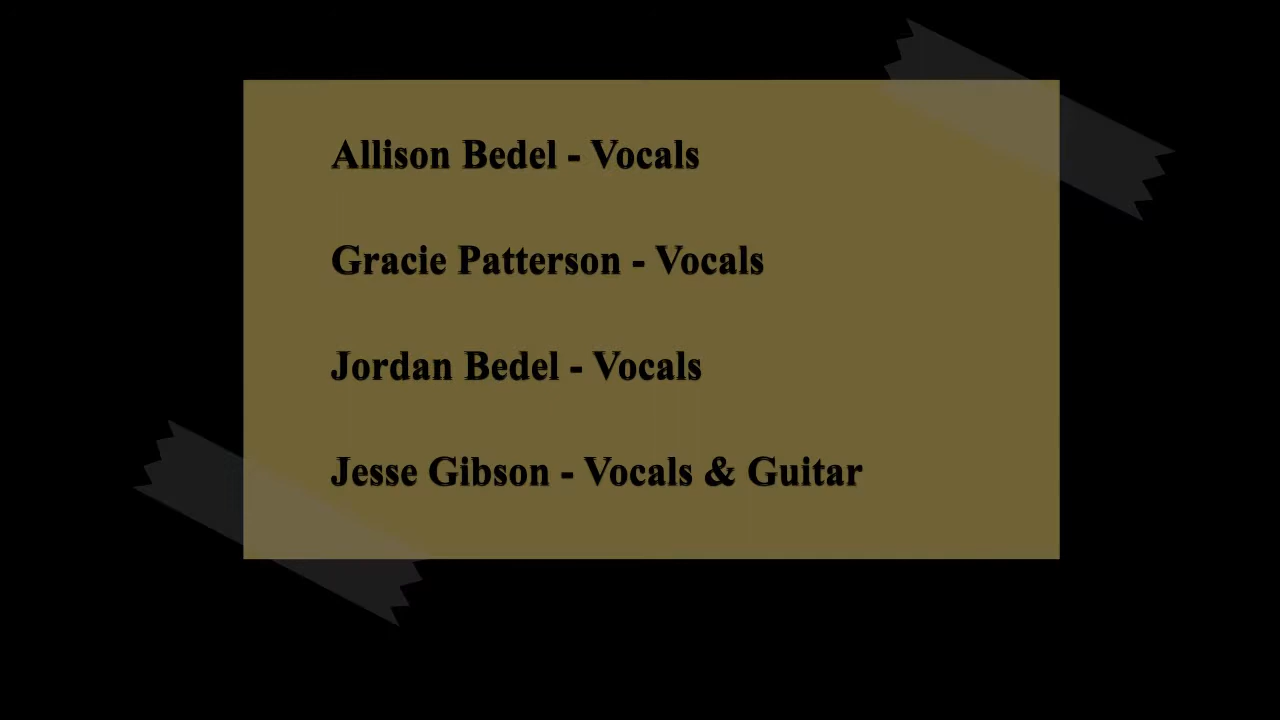 Allison Bedel - Vocals
Gracie Patterson - Vocals
Jordan Bedel - Vocals
Jesse Gibson - Vocals & Guitar